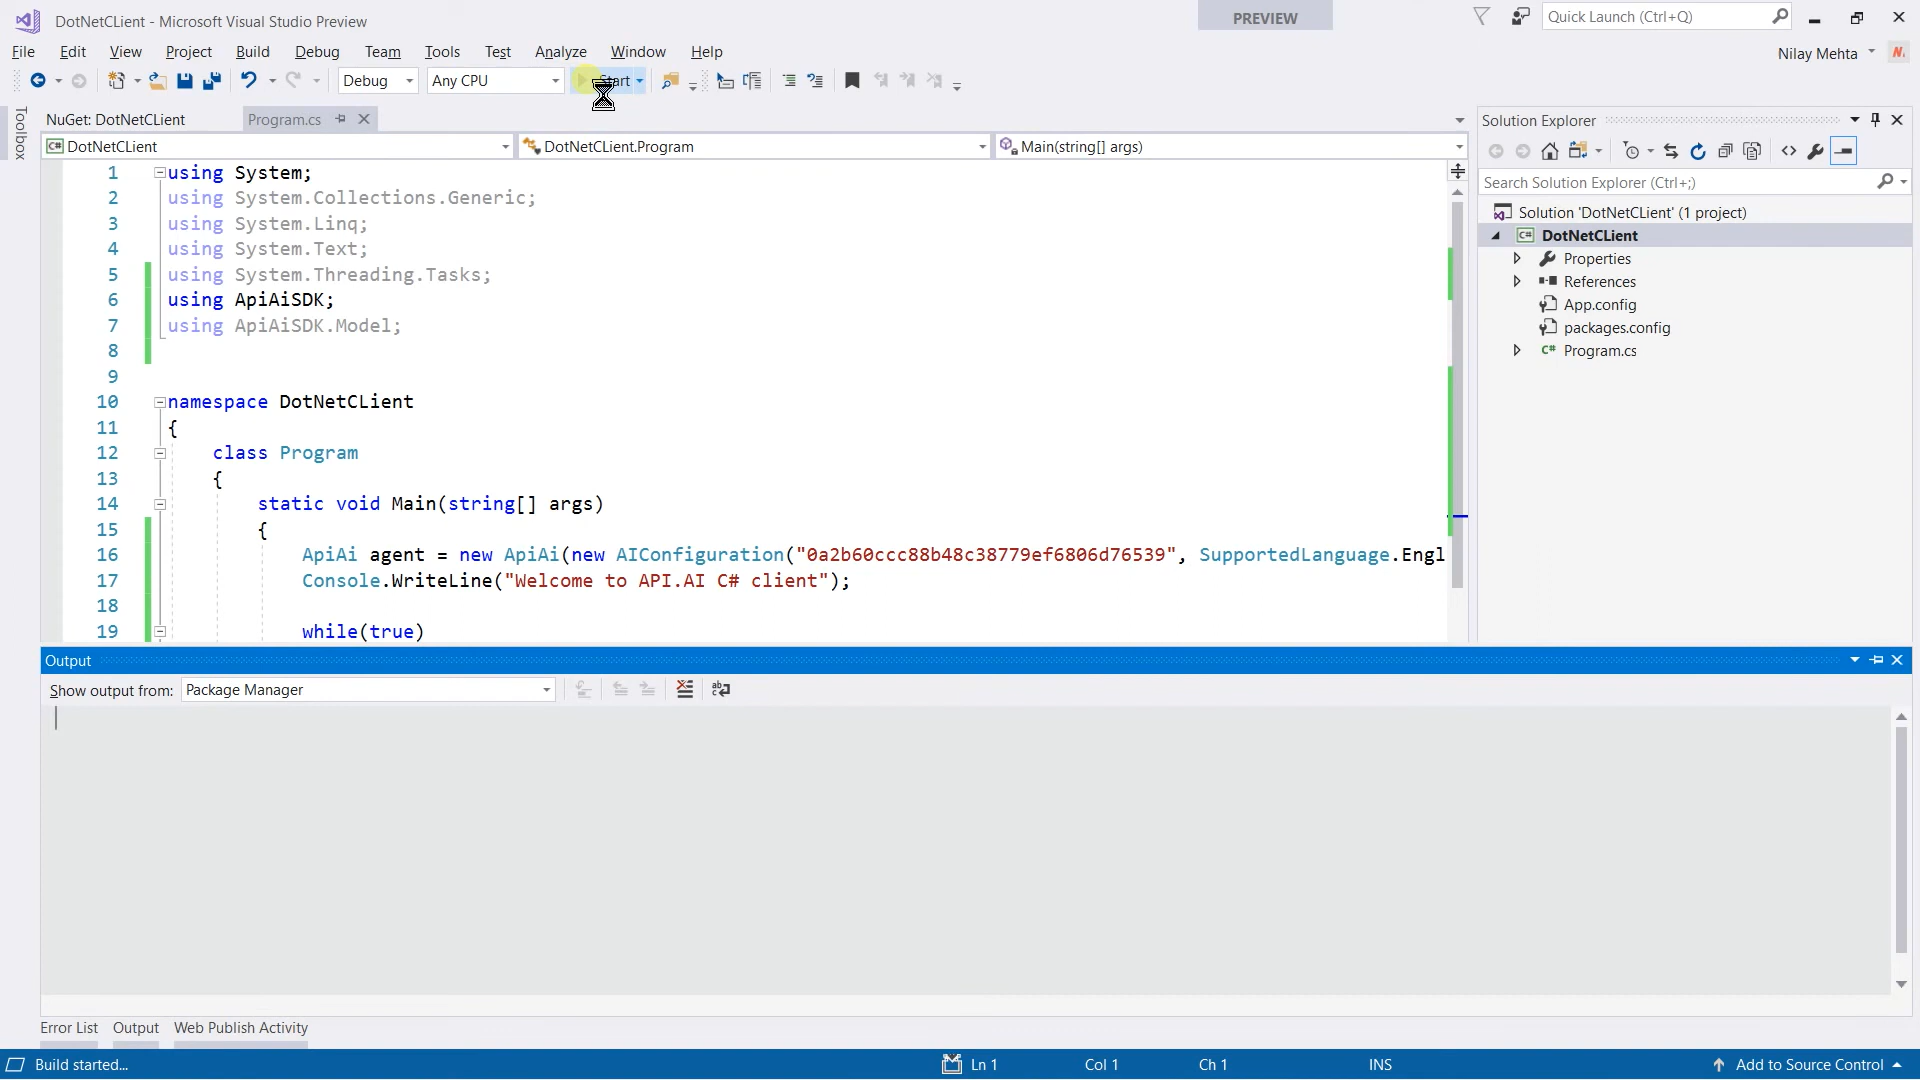 DotNetCLient - Microsoft Visual Studio Preview
PREVIEW
Quick Launch (Ctrl+Q)
File Edit View Project Build Debug Team Tools Test Analyze Window Help
Nilay Mehta
Debug
Any CPU
Toolbox
NuGet: DotNetCLient
Program.cs
DotNetCLient
DotNetCLient.Program
Main(string[] args)
1 using System;
2 using System.Collections.Generic;
3 using System.Linq;
4 using System.Text;
5 using System.Threading.Tasks;
6 using ApiAiSDK;
7 using ApiAiSDK.Model;
8
9
10 namespace DotNetCLient
11 {
12 class Program
13 {
14 static void Main(string[] args)
15 {
16 ApiAi agent = new ApiAi(new AIConfiguration("0a2b60ccc88b48c38779ef6806d76539", SupportedLanguage.Engl
17 Console.WriteLine("Welcome to API.AI C# client");
18
19 while(true)
Solution Explorer
Search Solution Explorer (Ctrl+;)
Solution 'DotNetCLient' (1 project)
C# DotNetCLient
Properties
References
App.config
packages.config
C# Program.cs
Output
Show output from: Package Manager
Error List Output Web Publish Activity
Build started...
Ln 1 Col 1 Ch 1 INS
Add to Source Control